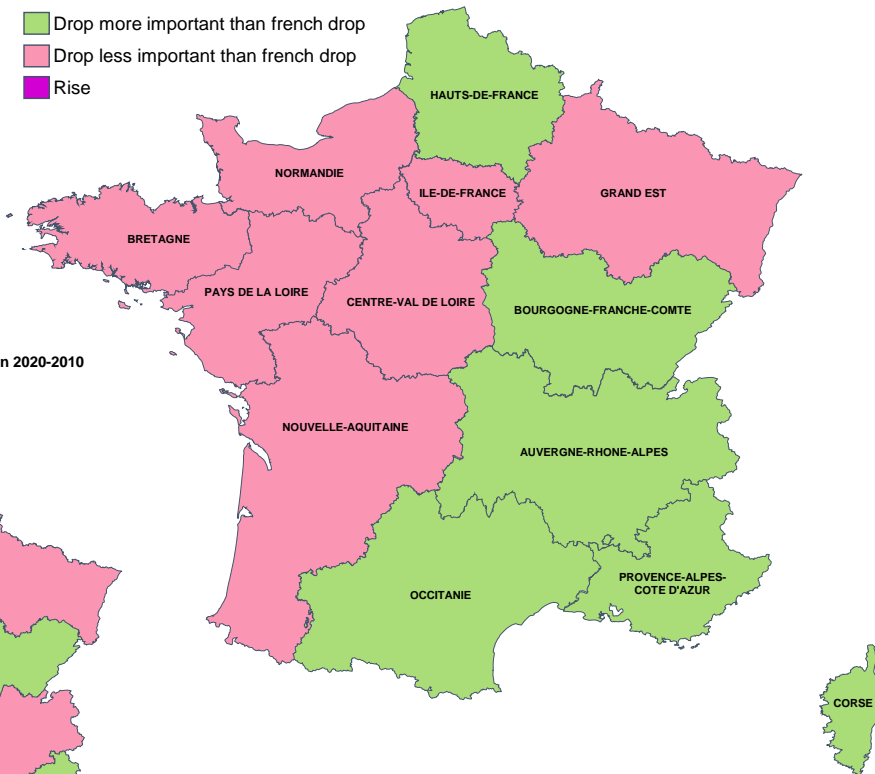 Drop more important than french drop
Drop less important than french drop
Rise
HAUTS-DE-FRANCE
NORMANDIE
ILE-DE-FRANCE
GRAND EST
BRETAGNE
PAYS DE LA LOIRE
CENTRE-VAL DE LOIRE
BOURGOGNE-FRANCHE-COMTE
n 2020-2010
NOUVELLE-AQUITAINE
AUVERGNE-RHONE-ALPES
OCCITANIE
PROVENCE-ALPES-
COTE D'AZUR
CORSE